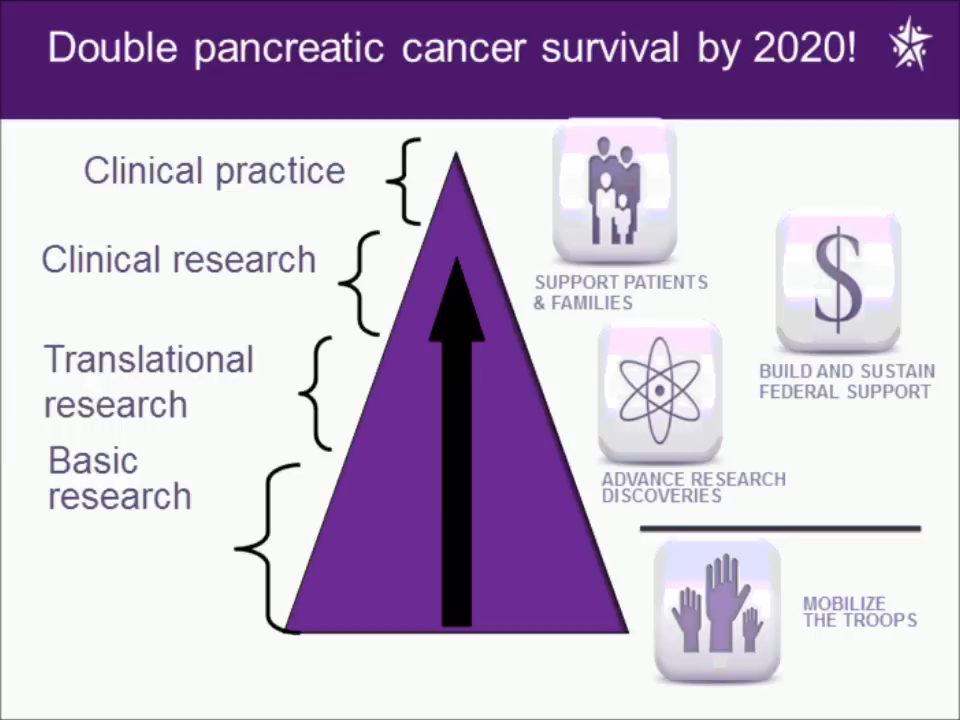 Double pancreatic cancer survival by 2020!
Clinical practice
Clinical research
Translational
research
Basic
research
SUPPORT PATIENTS
& FAMILIES
$
BUILD AND SUSTAIN
FEDERAL SUPPORT
ADVANCE RESEARCH
DISCOVERIES
MOBILIZE
THE TROOPS